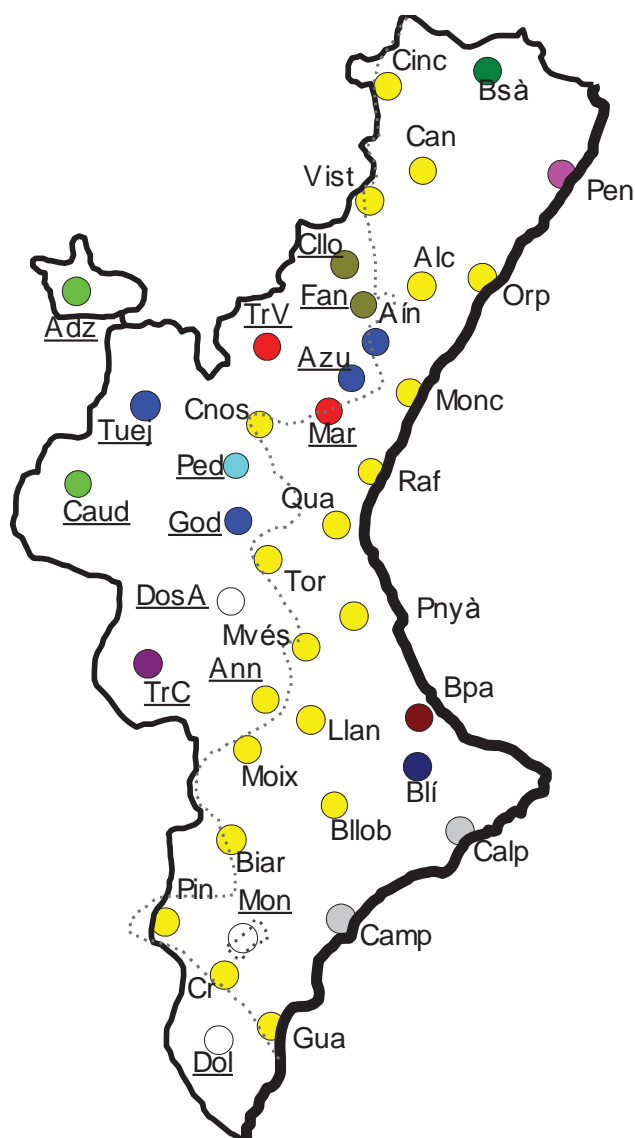 Cinc
Bsà
Can
Pen
Vist
Cllo
Alc
Orp
Fan
Aín
Adz
TrV
Azu
Monc
Cnos
Mar
Tuej
Ped
Raf
Caud
Qua
God
Tor
DosA
Pnyà
Mvés
Ann
TrC
Bpa
Llan
Moix
Blí
Bllob
Calp
Biar
Pin
Mon
Camp
Cr
Gua
Dol